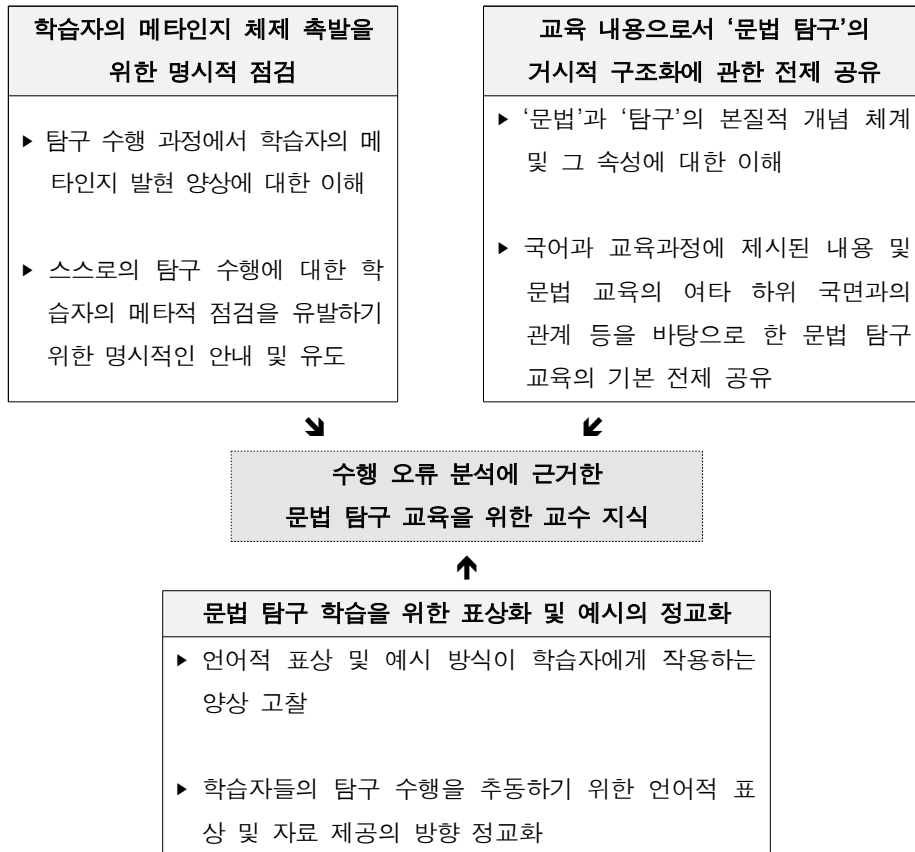 학습자의 메타인지 체제 촉발을
위한 명시적 점검
▸ 탐구 수행 과정에서 학습자의 메
타인지 발현 양상에 대한 이해
▸ 스스로의 탐구 수행에 대한 학
습자의 메타적 점검을 유발하기
위한 명시적인 안내 및 유도
교육 내용으로서 ‘문법 탐구’의
거시적 구조화에 관한 전제 공유
▸ ‘문법’과 ‘탐구’의 본질적 개념 체계
및 그 속성에 대한 이해
▸ 국어과 교육과정에 제시된 내용 및
문법 교육의 여타 하위 국면과의
관계 등을 바탕으로 한 문법 탐구
교육의 기본 전제 공유
수행 오류 분석에 근거한
문법 탐구 교육을 위한 교수 지식
문법 탐구 학습을 위한 표상화 및 예시의 정교화
▸ 언어적 표상 및 예시 방식이 학습자에게 작용하는
양상 고찰
▸ 학습자들의 탐구 수행을 추동하기 위한 언어적 표
상 및 자료 제공의 방향 정교화